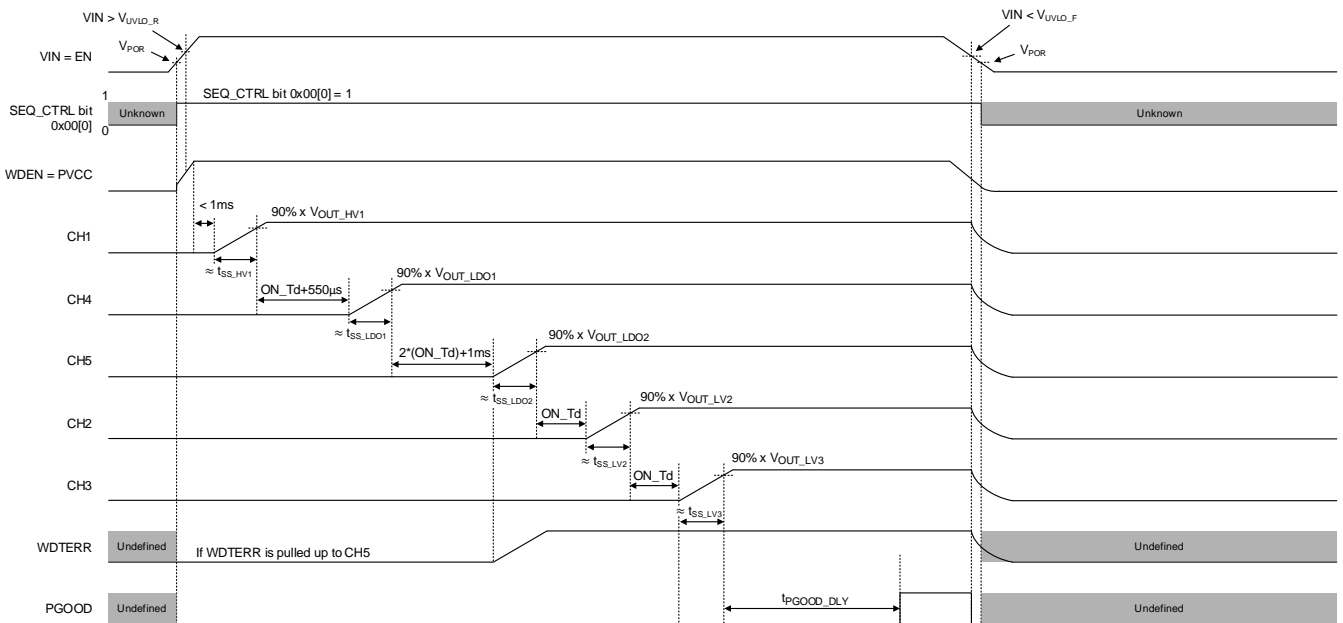 VIN > VUVLO_R
VIN < VUVLO_F
VPOR
VPOR
VIN = EN
1
SEQ_CTRL bit 0x00[0] = 1
SEQ_CTRL bit
0x00[0]
0
Unknown
Unknown
WDEN = PVCC
< 1ms
90% x VOUT_HV1
CH1
≈ tSS_HV1
90% x VOUT_LDO1
ON_Td+550µs
CH4
≈ tSS_LDO1
90% x VOUT_LDO2
2*(ON_Td)+1ms
CH5
≈ tSS_LDO2
90% x VOUT_LV2
ON_Td
CH2
≈ tSS_LV2
90% x VOUT_LV3
ON_Td
CH3
≈ tSS_LV3
WDTERR
Undefined
If WDTERR is pulled up to CH5
Undefined
tPGOOD_DLY
PGOOD
Undefined
Undefined